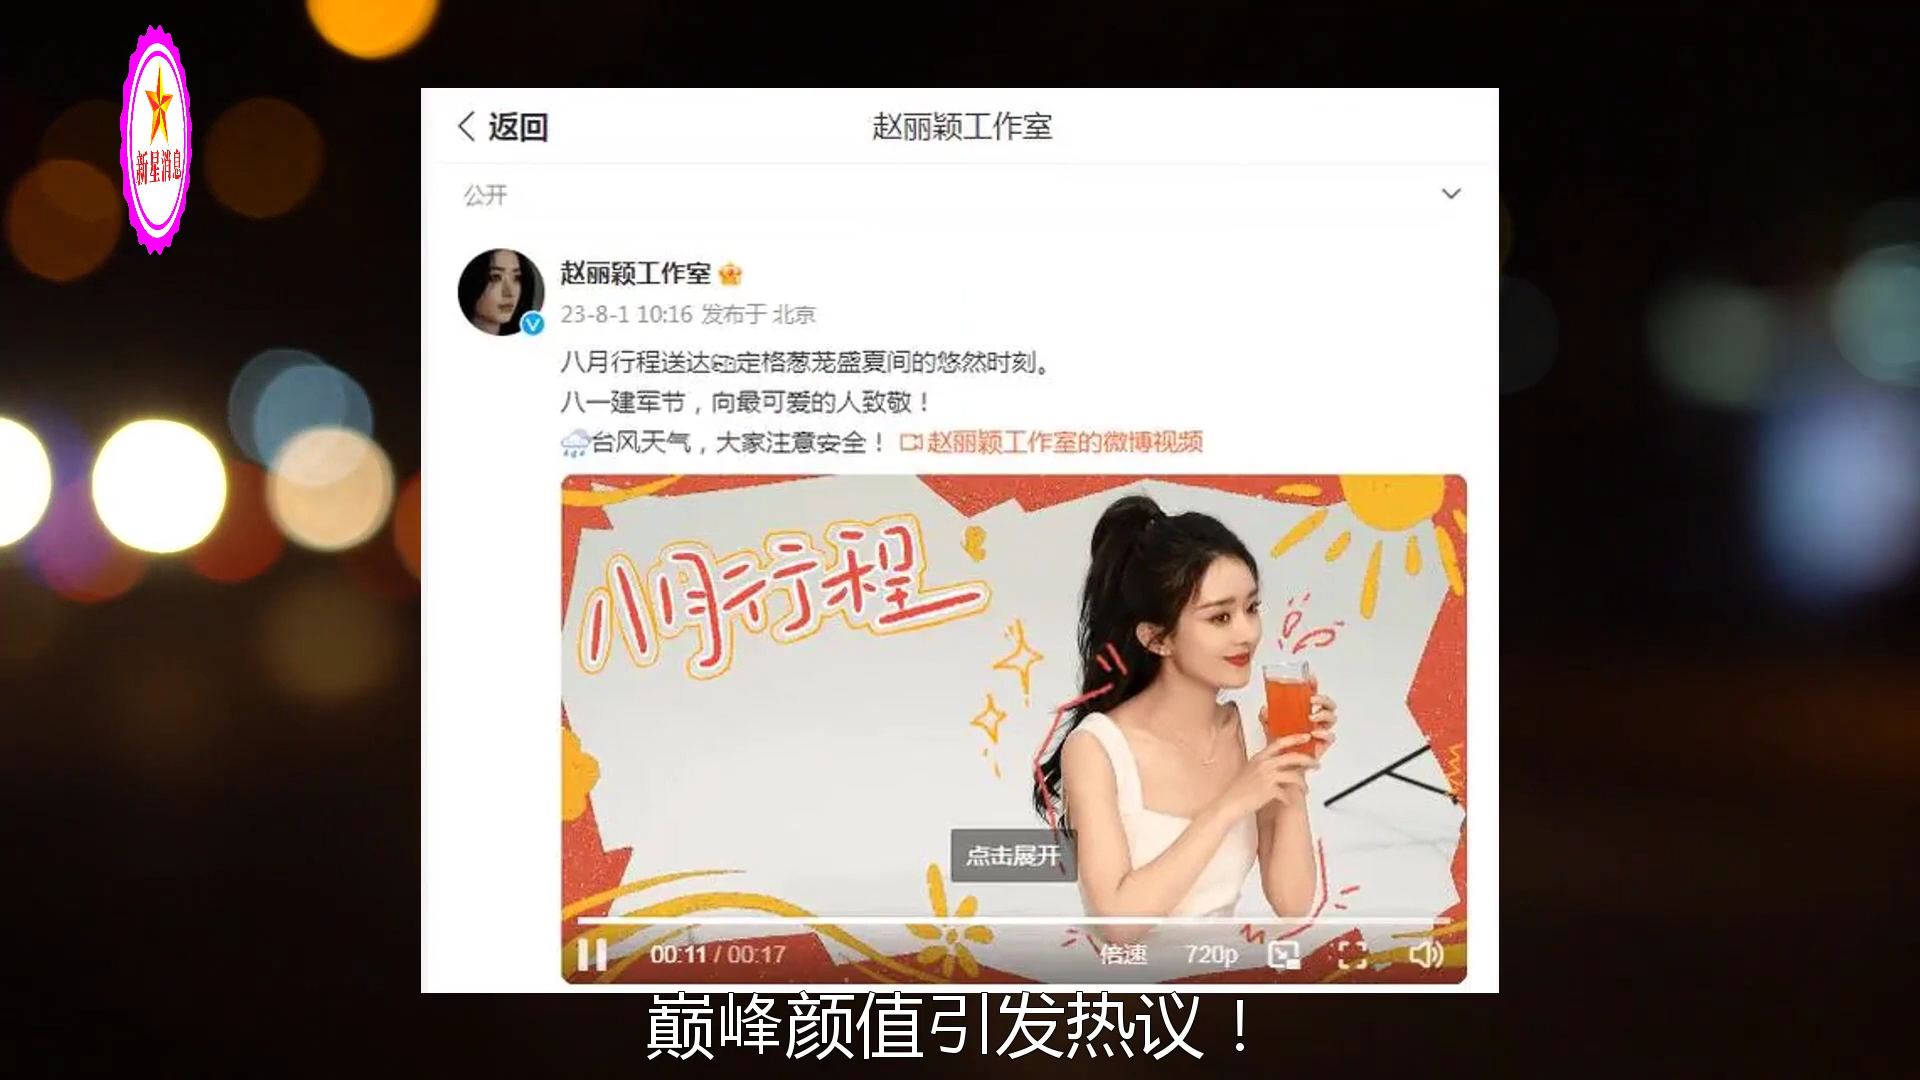 新星消息
返回
赵丽颖工作室
公开
赵丽颖工作室
23-8-1 10:16 发布于 北京
八月行程送达定格葱茏盛夏间的悠然时刻。
八一建军节，向最可爱的人致敬！
台风天气，大家注意安全！ 赵丽颖工作室的微博视频
八月行程
点击展开
00:11 / 00:17
倍速
720p
巅峰颜值引发热议！